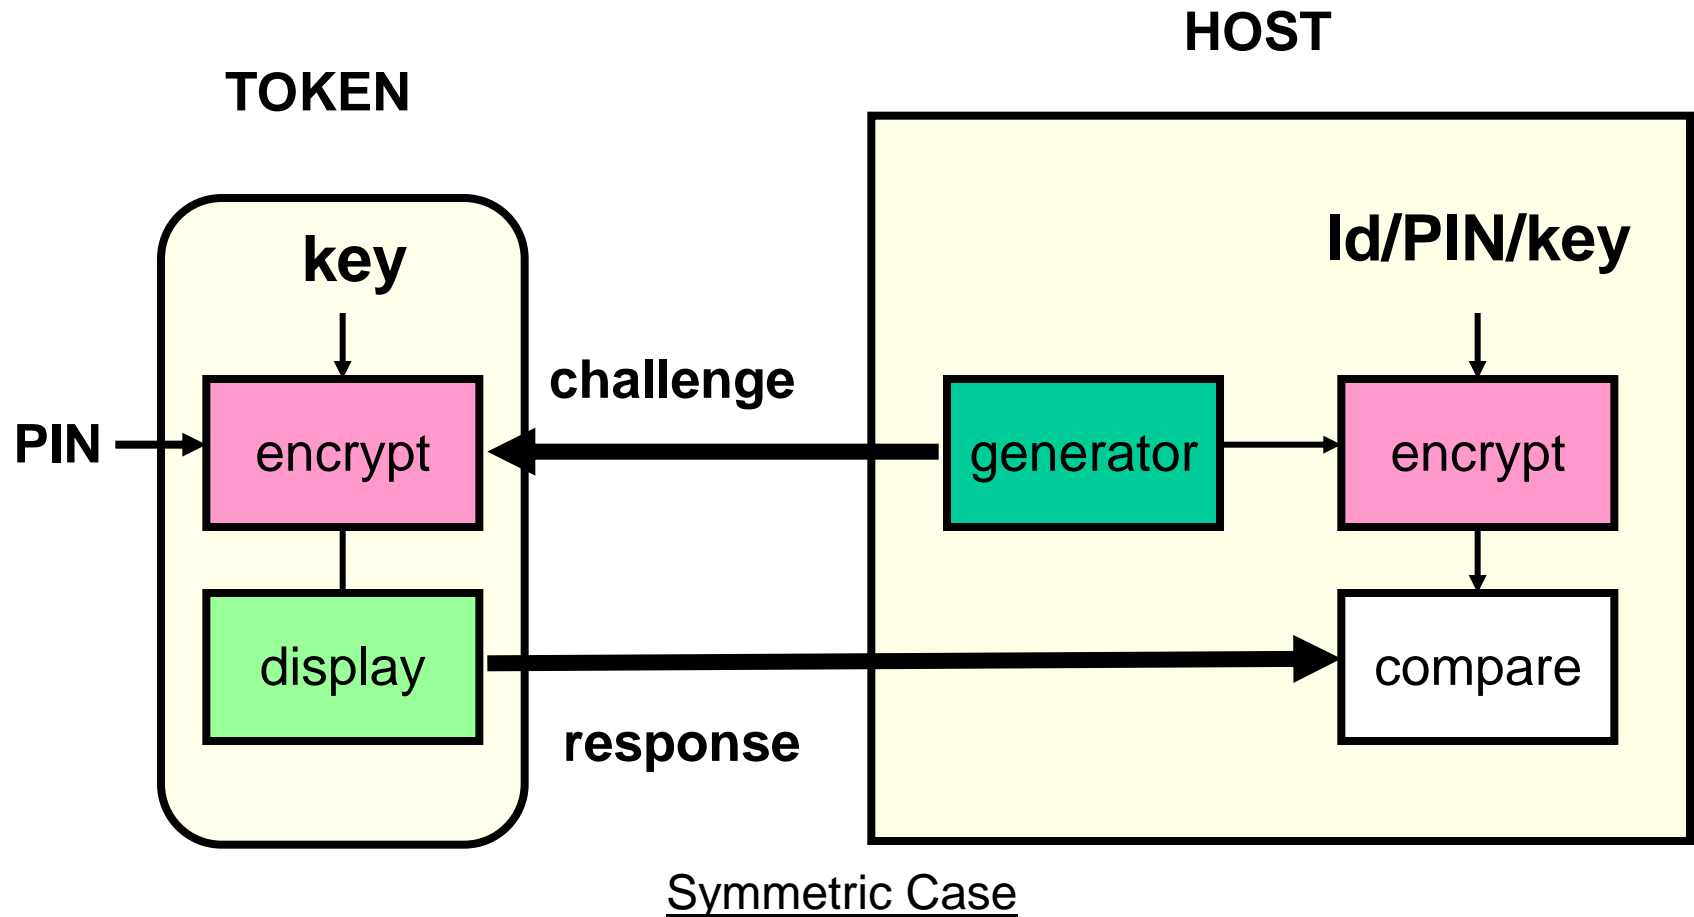 HOST
TOKEN
key
Id/PIN/key
challenge
PIN
encrypt
generator
encrypt
display
compare
response
Symmetric Case